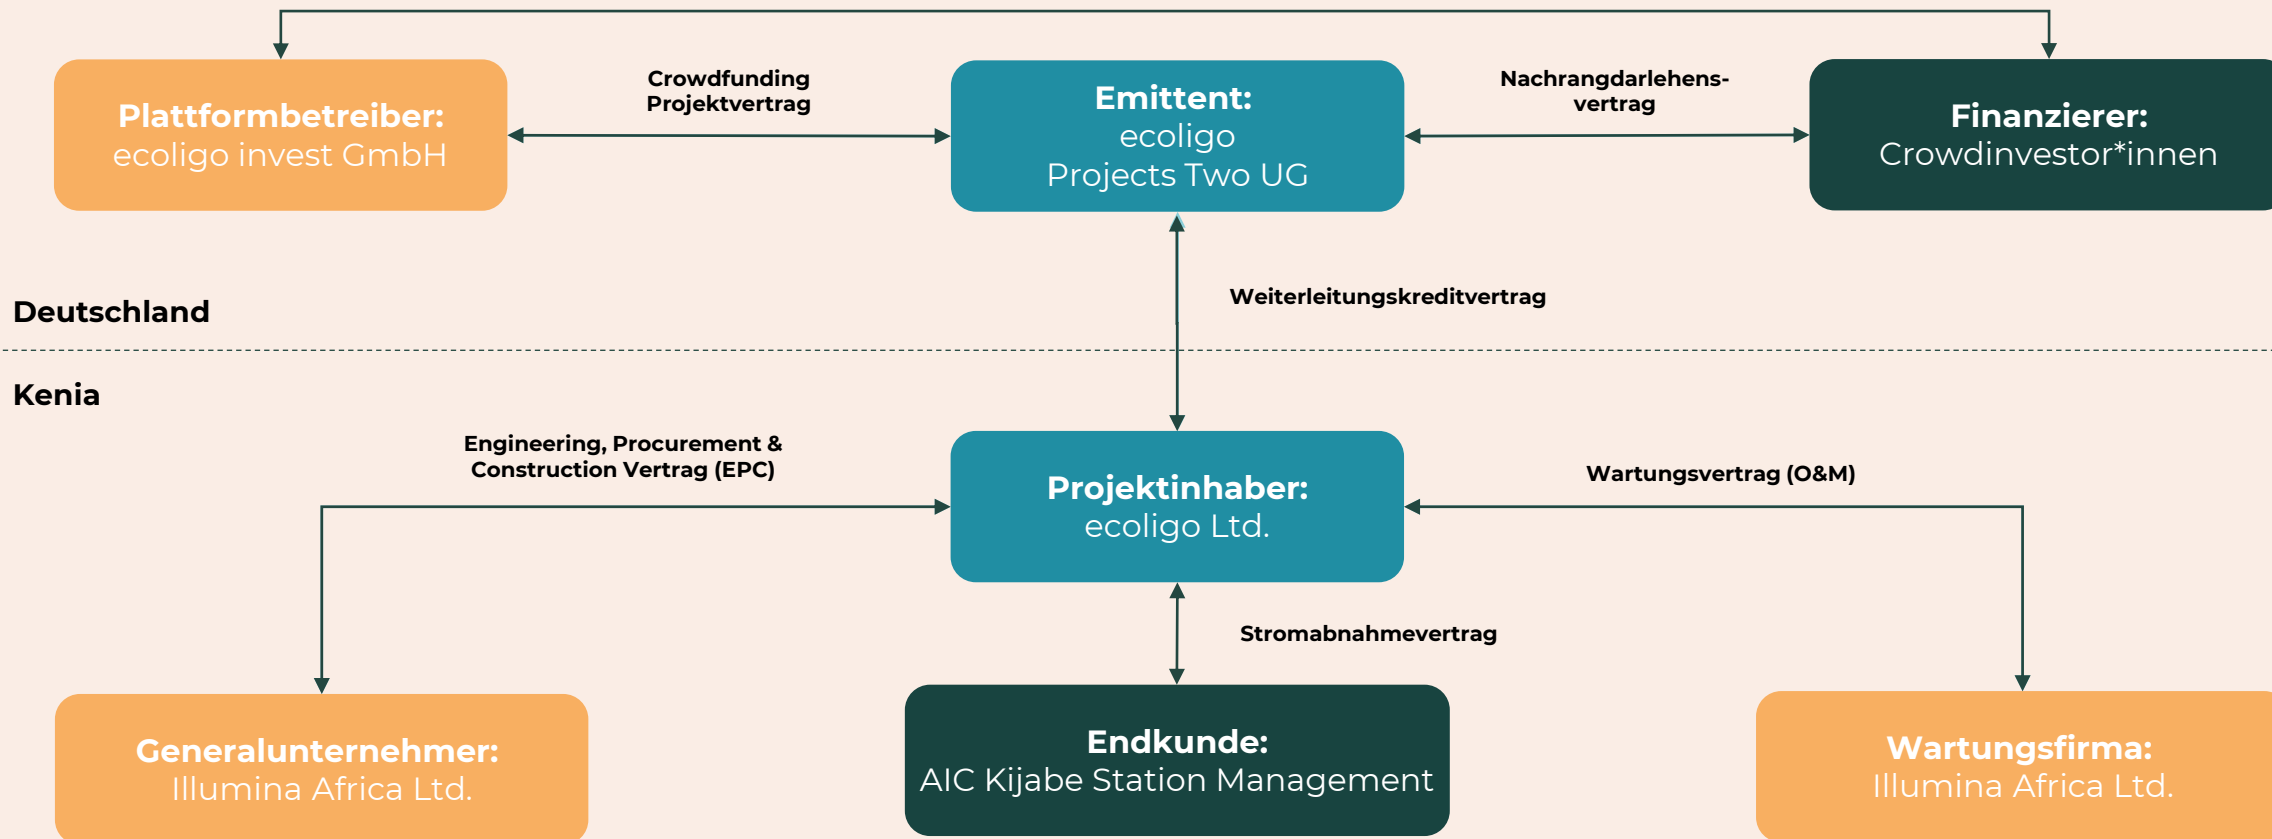 Plattformbetreiber:
ecoligo invest GmbH
Crowdfunding
Projektvertrag
Emittent:
ecoligo
Projects Two UG
Nachrangdarlehens-
vertrag
Finanzierer:
Crowdinvestor*innen
Weiterleitungskreditvertrag
Deutschland
Kenia
Engineering, Procurement &
Construction Vertrag (EPC)
Projektinhaber:
ecoligo Ltd.
Wartungsvertrag (O&M)
Stromabnahmevertrag
Generalunternehmer:
Illumina Africa Ltd.
Endkunde:
AIC Kijabe Station Management
Wartungsfirma:
Illumina Africa Ltd.